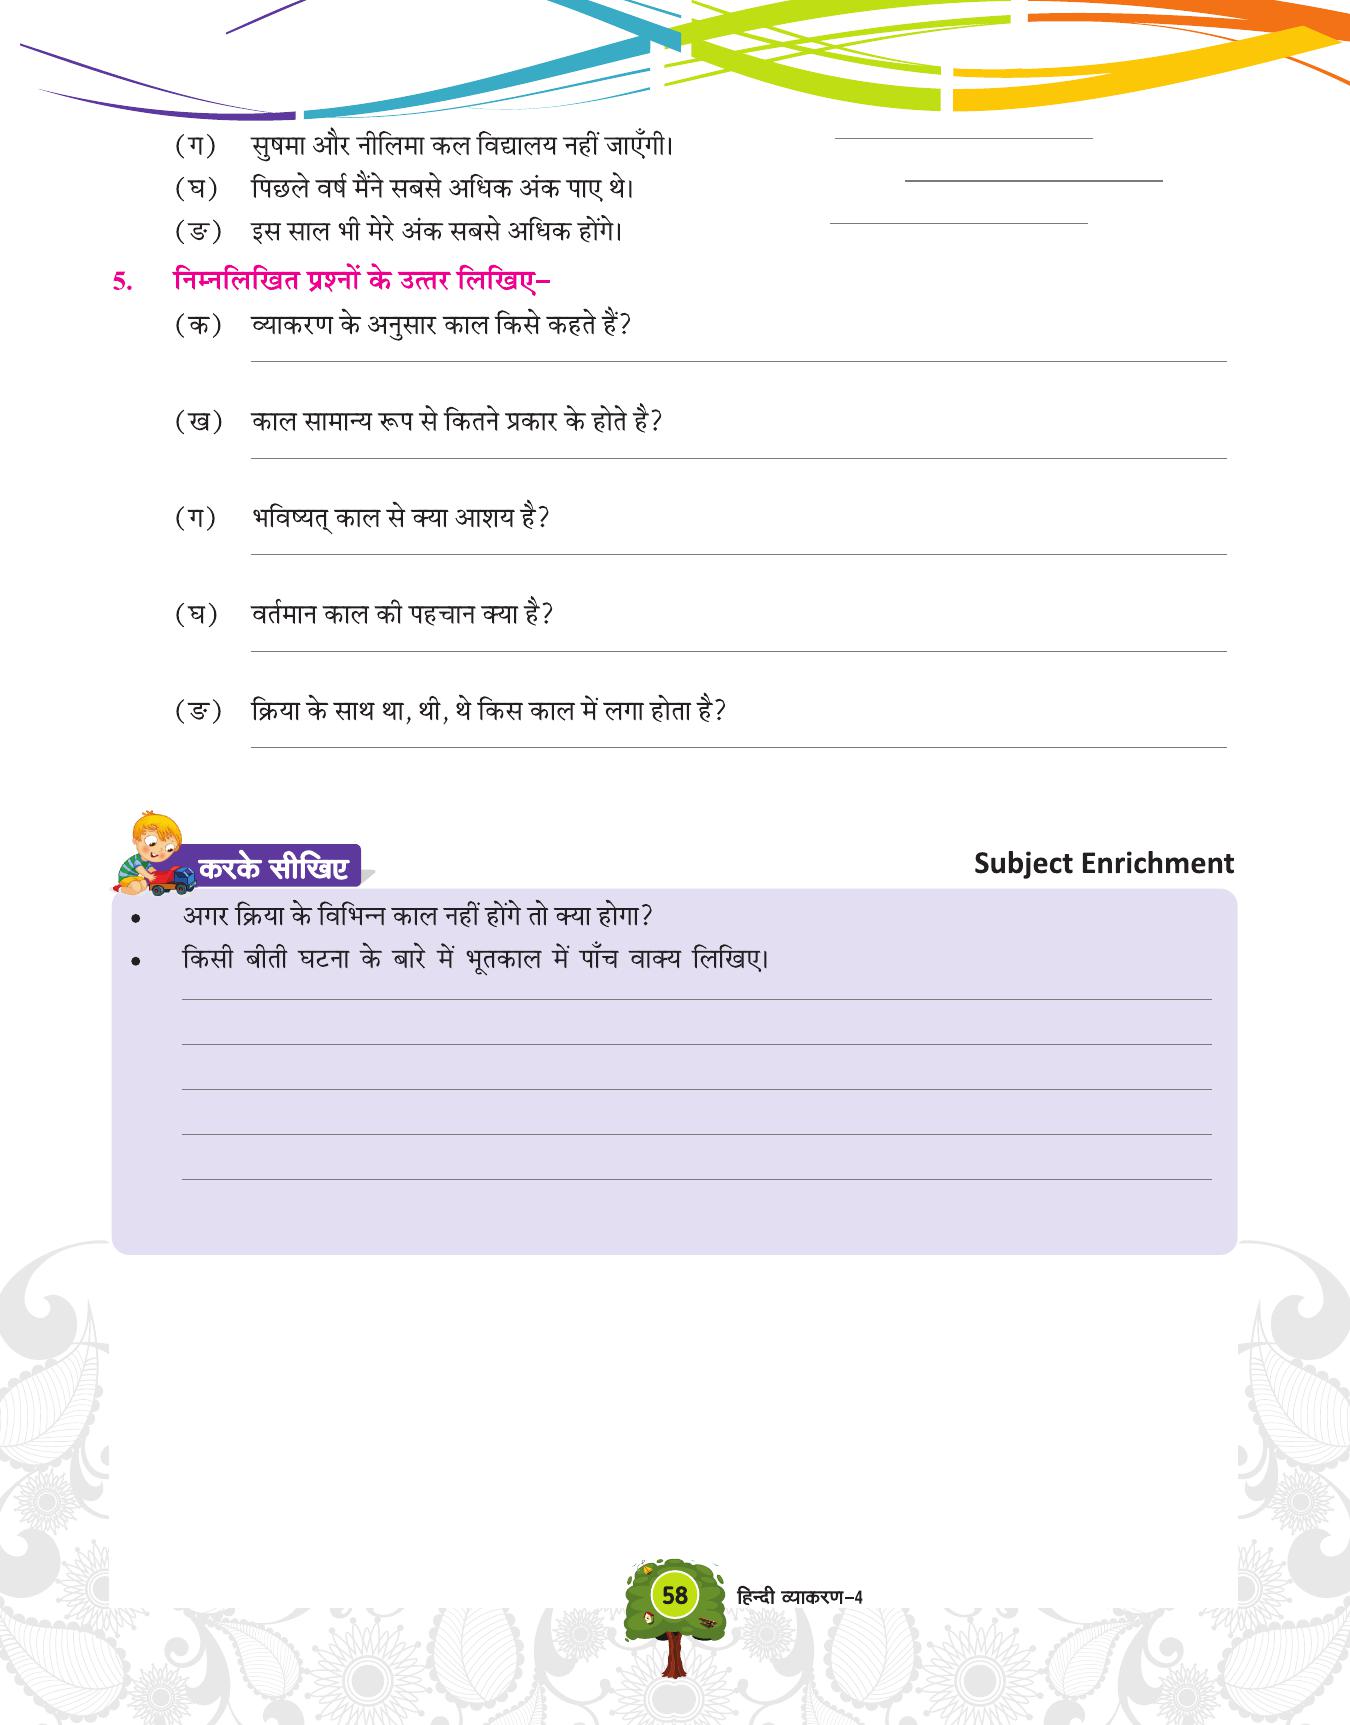 (ग) सुषमा और नीलिमा कल विद्यालय नहीं जाएँगी।
(घ) पिछले वर्ष मैंने सबसे अधिक अंक पाए थे।
(ङ) इस साल भी मेरे अंक सबसे अधिक होंगे।
5. निम्नलिखित प्रश्नों के उत्तर लिखिए–
(क) व्याकरण के अनुसार काल किसे कहते हैं?
(ख) काल सामान्य रूप से कितने प्रकार के होते है?
(ग) भविष्यत् काल से क्या आशय है?
(घ) वर्तमान काल की पहचान क्या है?
(ङ) क्रिया के साथ था, थी, थे किस काल में लगा होता है?
करके सीखिए
Subject Enrichment
• अगर क्रिया के विभिन्न काल नहीं होंगे तो क्या होगा?
• किसी बीती घटना के बारे में भूतकाल में पाँच वाक्य लिखिए।
58 हिन्दी व्याकरण–4